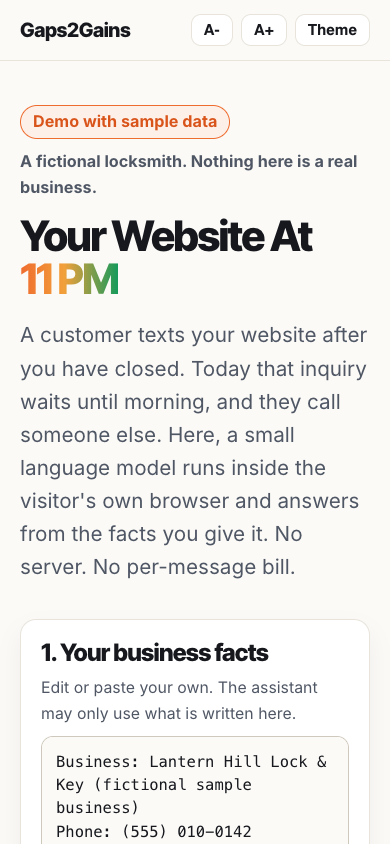 Gaps2Gains
A-
A+
Theme
Demo with sample data
A fictional locksmith. Nothing here is a real
business.
Your Website At
11 PM
A customer texts your website after
you have closed. Today that inquiry
waits until morning, and they call
someone else. Here, a small
language model runs inside the
visitor's own browser and answers
from the facts you give it. No
server. No per-message bill.
1. Your business facts
Edit or paste your own. The assistant
may only use what is written here.
Business: Lantern Hill Lock &
Key (fictional sample
business)
Phone: (555) 010-0142